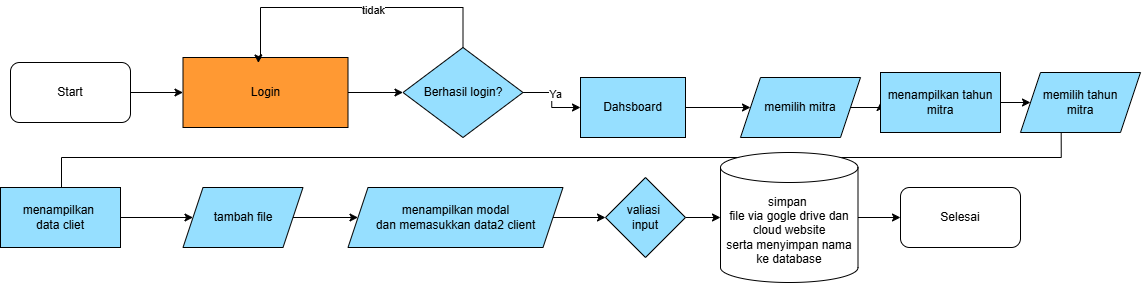 tidak
Start
Login
Berhasil login?
Ya
Dahsboard
memilih mitra
menampilkan tahun
mitra
memilih tahun
mitra
menampilkan
data cliet
tambah file
menampilkan modal
dan memasukkan data2 client
valiasi
input
simpan
file via gogle drive dan
cloud website
serta menyimpan nama
ke database
Selesai